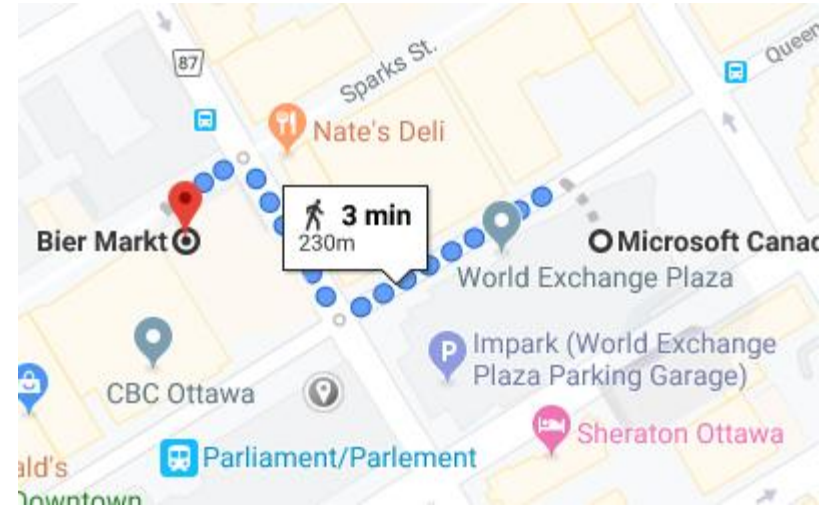 87
Sparks St.
Queen
Nate's Deli
3 min
230m
Bier Markt
Microsoft Canad
World Exchange Plaza
P
Impark (World Exchange
Plaza Parking Garage)
CBC Ottawa
Sheraton Ottawa
Parliament/Parlement
ald's
Downtown